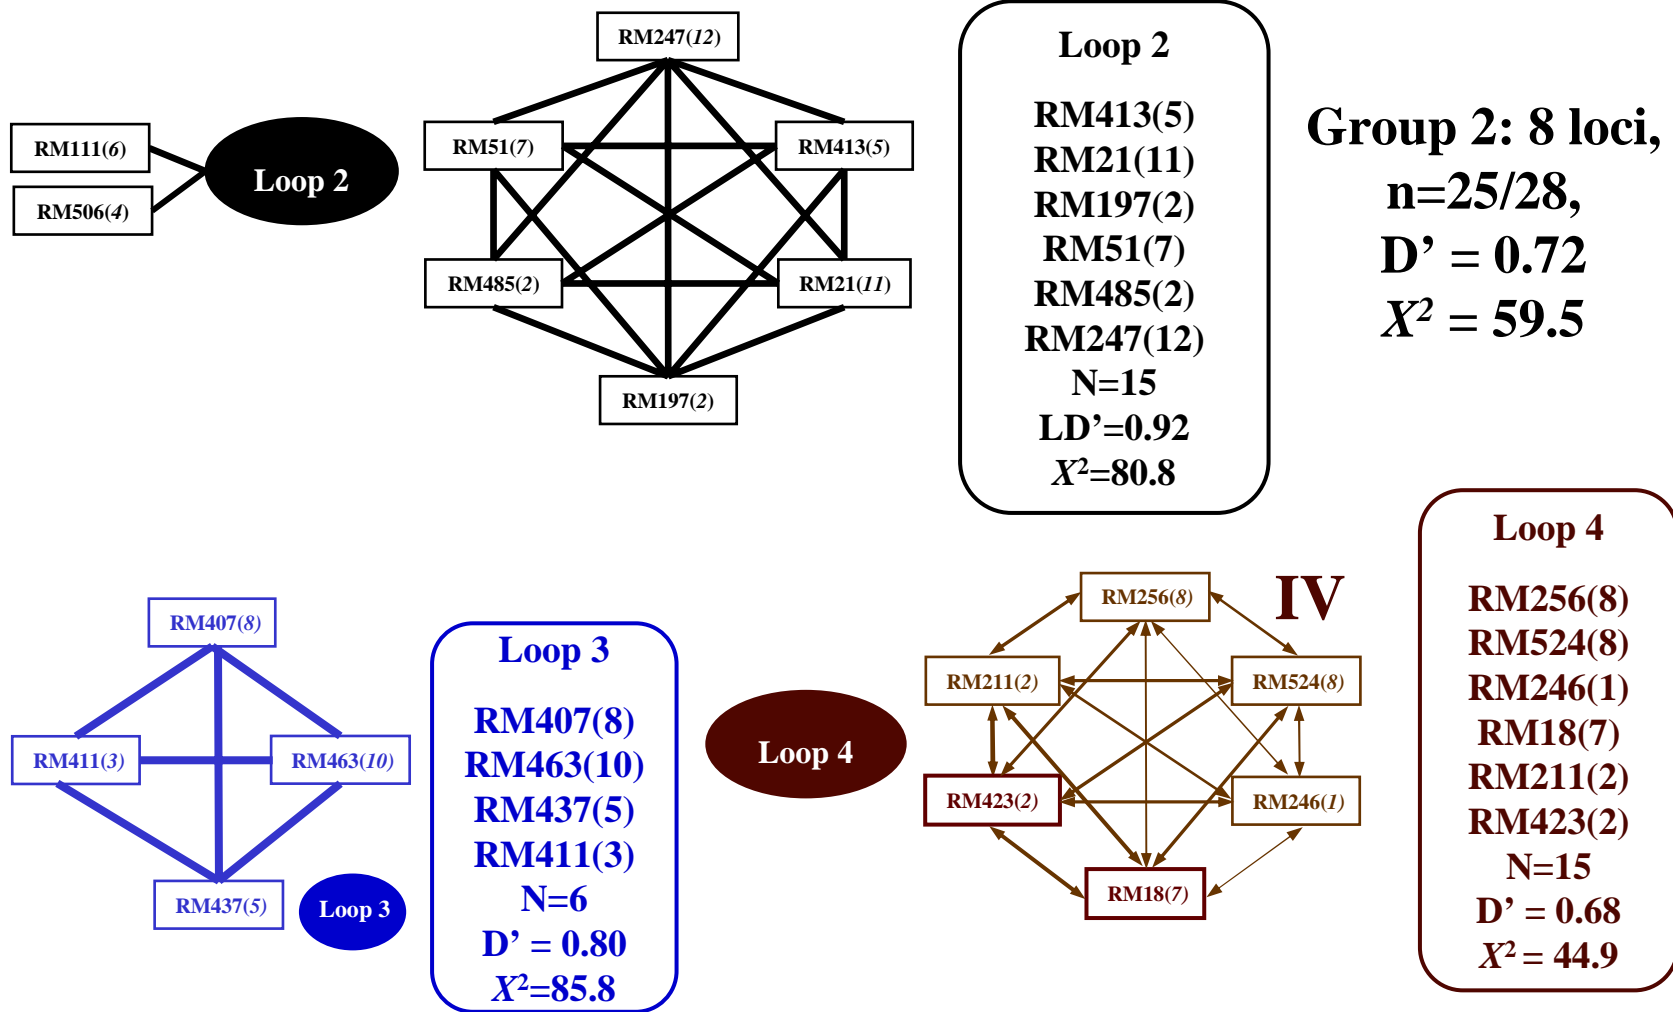 RM247(12)
RM51(7)
RM413(5)
RM485(2)
RM21(11)
RM197(2)
RM111(6)
RM506(4)
Loop 2
Loop 2
RM413(5)
RM21(11)
RM197(2)
RM51(7)
RM485(2)
RM247(12)
N=15
LD’=0.92
X²=80.8
Group 2: 8 loci,
n=25/28,
D’ = 0.72
X² = 59.5
RM407(8)
RM411(3)
RM463(10)
RM437(5)
Loop 3
Loop 3
RM407(8)
RM463(10)
RM437(5)
RM411(3)
N=6
D’ = 0.80
X²=85.8
Loop 4
IV
RM256(8)
RM211(2)
RM524(8)
RM423(2)
RM246(1)
RM18(7)
Loop 4
RM256(8)
RM524(8)
RM246(1)
RM18(7)
RM211(2)
RM423(2)
N=15
D’ = 0.68
X² = 44.9